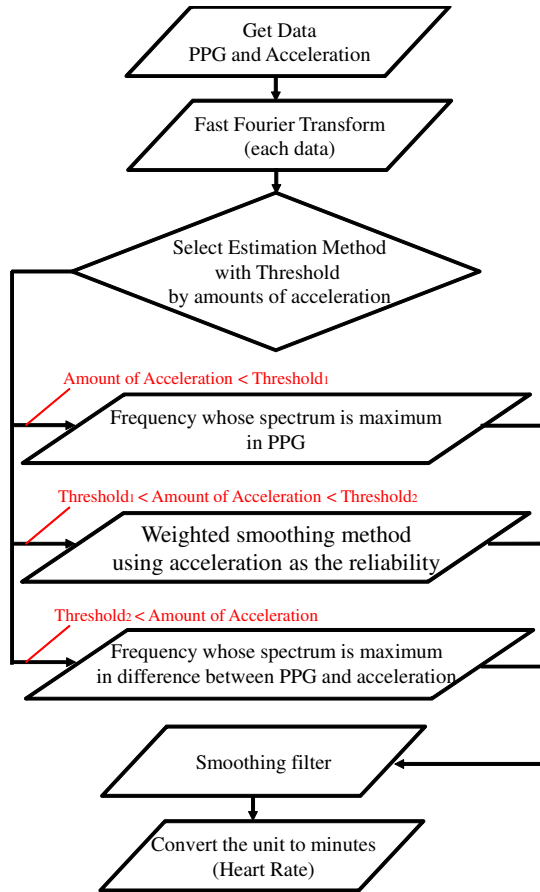 Get Data
PPG and Acceleration
Fast Fourier Transform
(each data)
Select Estimation Method
with Threshold
by amounts of acceleration
Amount of Acceleration < Threshold1
Frequency whose spectrum is maximum
in PPG
Threshold1 < Amount of Acceleration < Threshold2
Weighted smoothing method
using acceleration as the reliability
Threshold2 < Amount of Acceleration
Frequency whose spectrum is maximum
in difference between PPG and acceleration
Smoothing filter
Convert the unit to minutes
(Heart Rate)